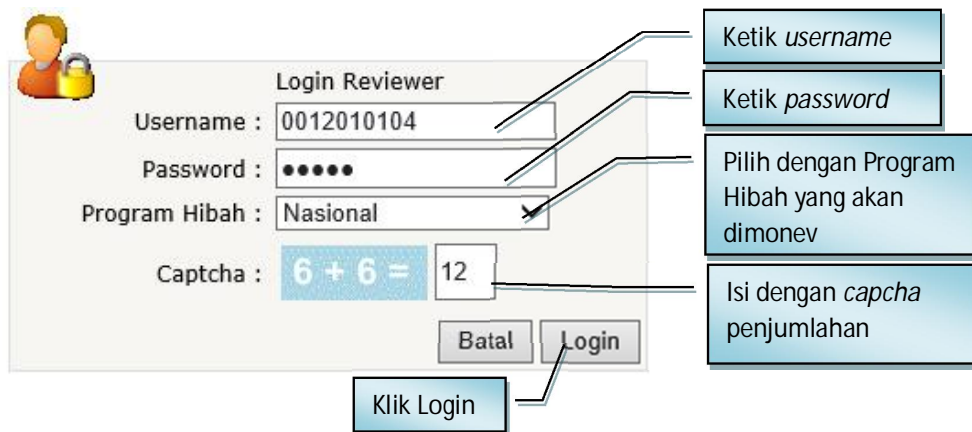 Login Reviewer
Username : 0012010104
Password : •••••
Program Hibah : Nasional
Captcha : 6 + 6 = 12
Batal Login
Ketik username
Ketik password
Pilih dengan Program
Hibah yang akan
dimonev
Isi dengan capcha
penjumlahan
Klik Login